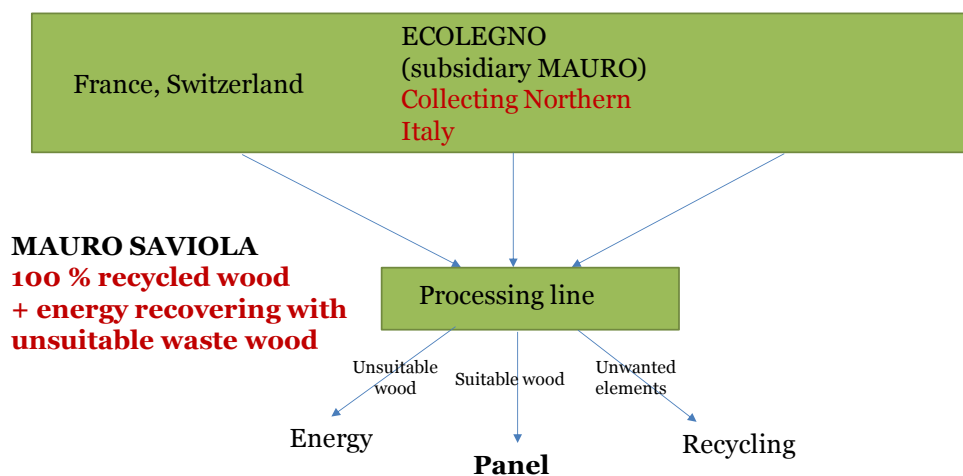 France, Switzerland
ECOLEGNO
(subsidiary MAURO)
Collecting Northern
Italy
MAURO SAVIOLA
100 % recycled wood
+ energy recovering with
unsuitable waste wood
Processing line
Unsuitable
wood
Suitable wood
Unwanted
elements
Energy
Panel
Recycling